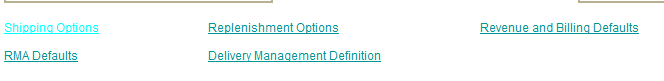 Shipping Options Replenishment Options Revenue and Billing Defaults
RMA Defaults Delivery Management Definition